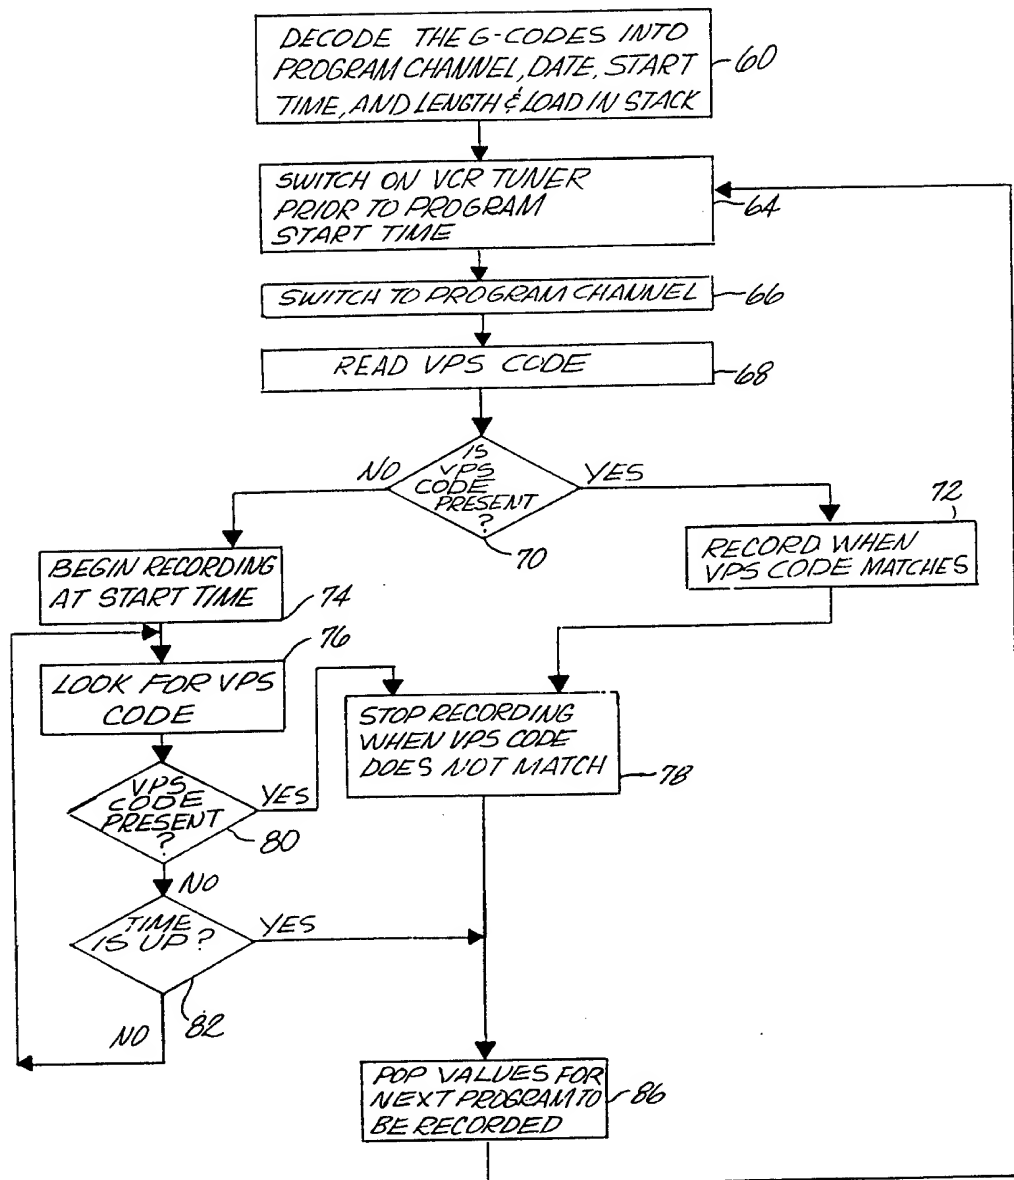 DECODE THE G-CODES INTO
PROGRAM CHANNEL, DATE, START
TIME, AND LENGTH & LOAD IN STACK
60
SWITCH ON VCR TUNER
PRIOR TO PROGRAM
START TIME
64
SWITCH TO PROGRAM CHANNEL
66
READ VPS CODE
68
IS
VPS
CODE
PRESENT
?
NO
YES
70
72
RECORD WHEN
VPS CODE MATCHES
BEGIN RECORDING
AT START TIME
74
76
LOOK FOR VPS
CODE
STOP RECORDING
WHEN VPS CODE
DOES NOT MATCH
78
VPS
CODE
PRESENT
?
YES
80
NO
TIME
IS UP?
YES
82
NO
POP VALUES FOR
NEXT PROGRAM TO
BE RECORDED
86